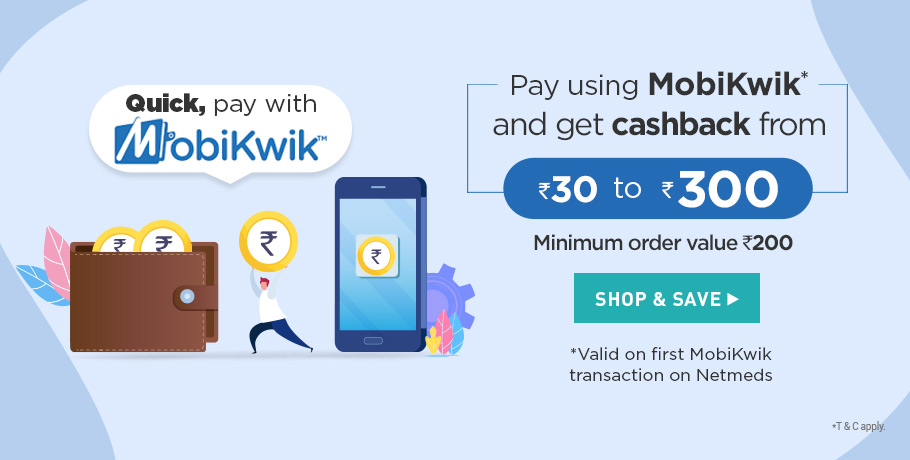 Quick, pay with
MobiKwik™
Pay using MobiKwik*
and get cashback from
₹30 to ₹300
Minimum order value ₹200
SHOP & SAVE ▶
*Valid on first MobiKwik
transaction on Netmeds
*T & C apply.
₹ ₹
₹
₹